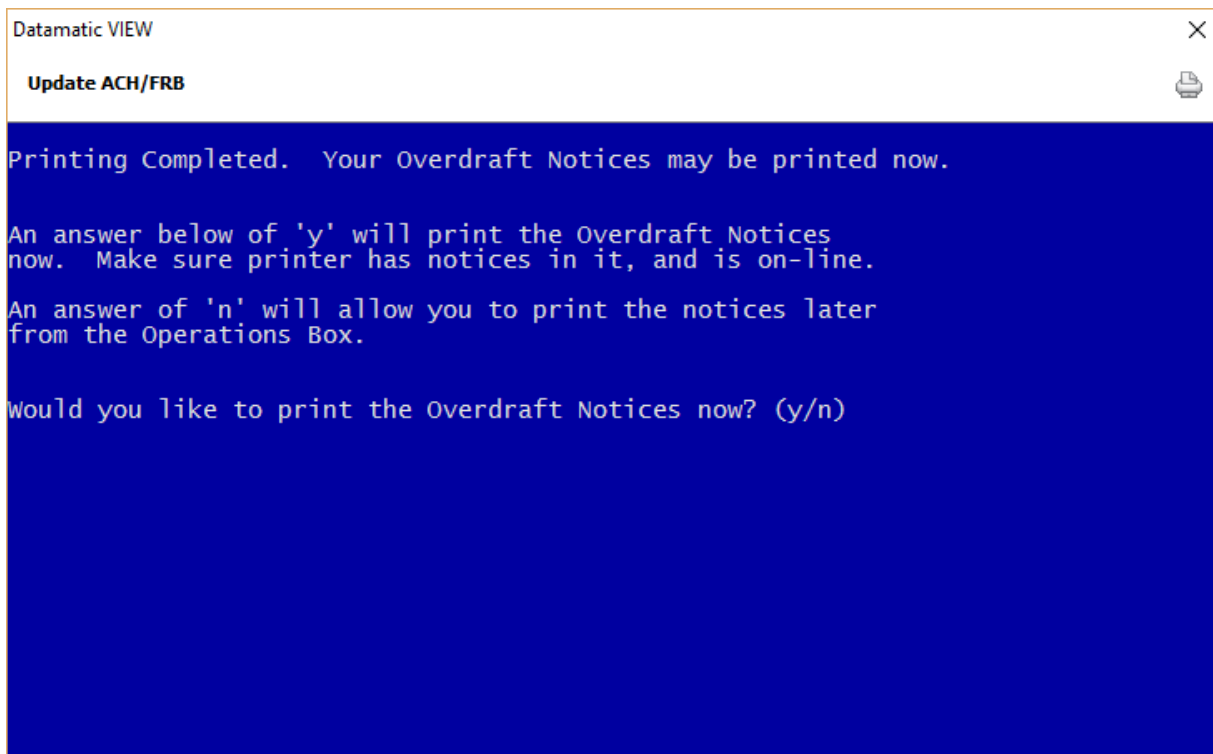 Datamatic VIEW
Update ACH/FRB
Printing Completed.  Your Overdraft Notices may be printed now.
An answer below of 'y' will print the Overdraft Notices
now.  Make sure printer has notices in it, and is on-line.
An answer of 'n' will allow you to print the notices later
from the Operations Box.
Would you like to print the Overdraft Notices now? (y/n)